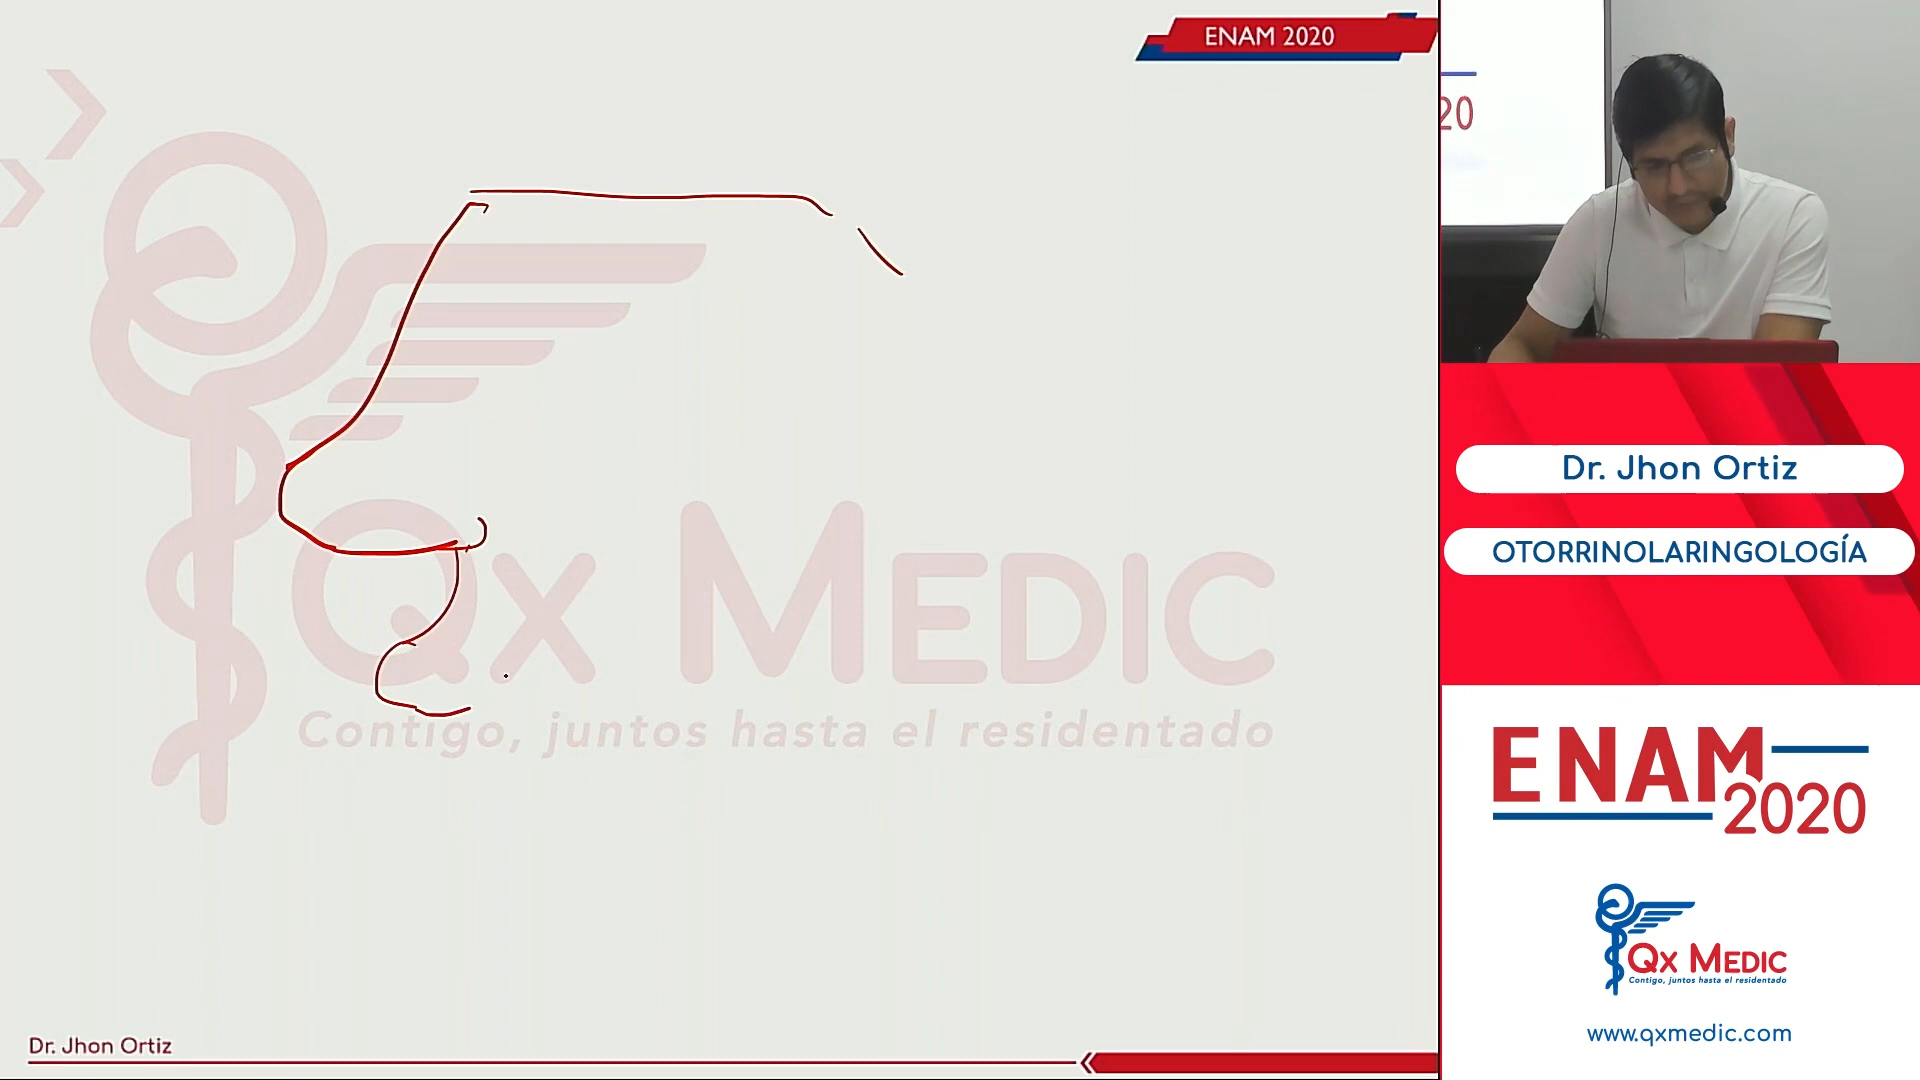 ENAM 2020
20
Qx MEDIC
Contigo, juntos hasta el residentado
Dr. Jhon Ortiz
Dr. Jhon Ortiz
OTORRINOLARINGOLOGÍA
ENAM
2020
Qx MEDIC
Contigo, juntos hasta el residentado
www.qxmedic.com